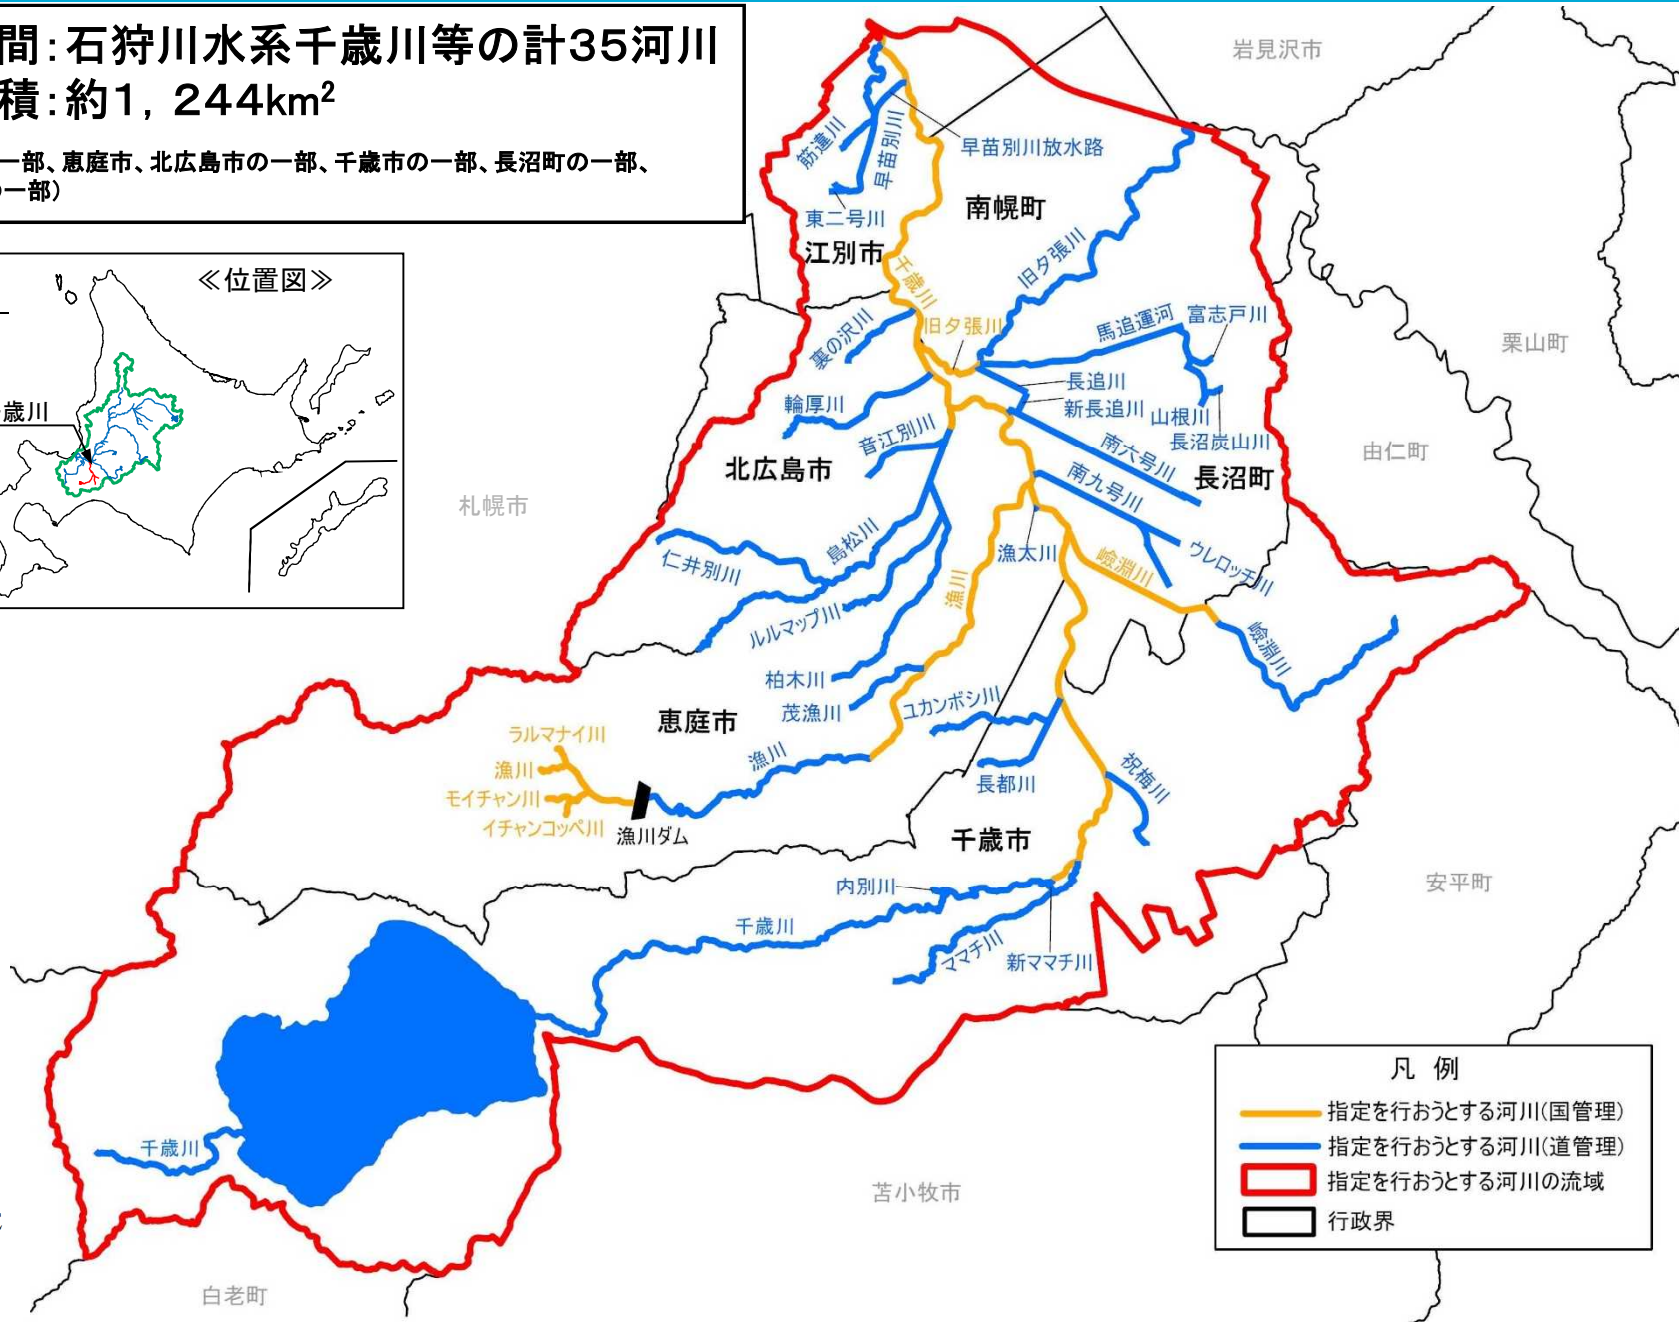 間：石狩川水系千歳川等の計35河川
積：約1，244km²
一部、恵庭市、北広島市の一部、千歳市の一部、長沼町の一部、
の一部）
≪位置図≫
歳川
岩見沢市
筋違川
早苗別川
早苗別川放水路
東二号川
南幌町
江別市
千歳川
旧夕張川
裏の沢川
旧夕張川
馬追運河
富志戸川
栗山町
長追川
新長追川
山根川
長沼炭山川
輪厚川
音江別川
南六号川
由仁町
北広島市
南九号川
長沼町
札幌市
島松川
仁井別川
漁太川
嶮淵川
ウレロッチ川
漁川
ルルマップ川
嶮淵川
柏木川
茂漁川
ユカンボシ川
恵庭市
ラルマナイ川
漁川
漁川
モイチャン川
イチャンコッペ川
漁川ダム
長都川
祝梅川
千歳市
内別川
安平町
千歳川
ママチ川
新ママチ川
千歳川
苫小牧市
白老町
凡 例
指定を行おうとする河川（国管理）
指定を行おうとする河川（道管理）
指定を行おうとする河川の流域
行政界